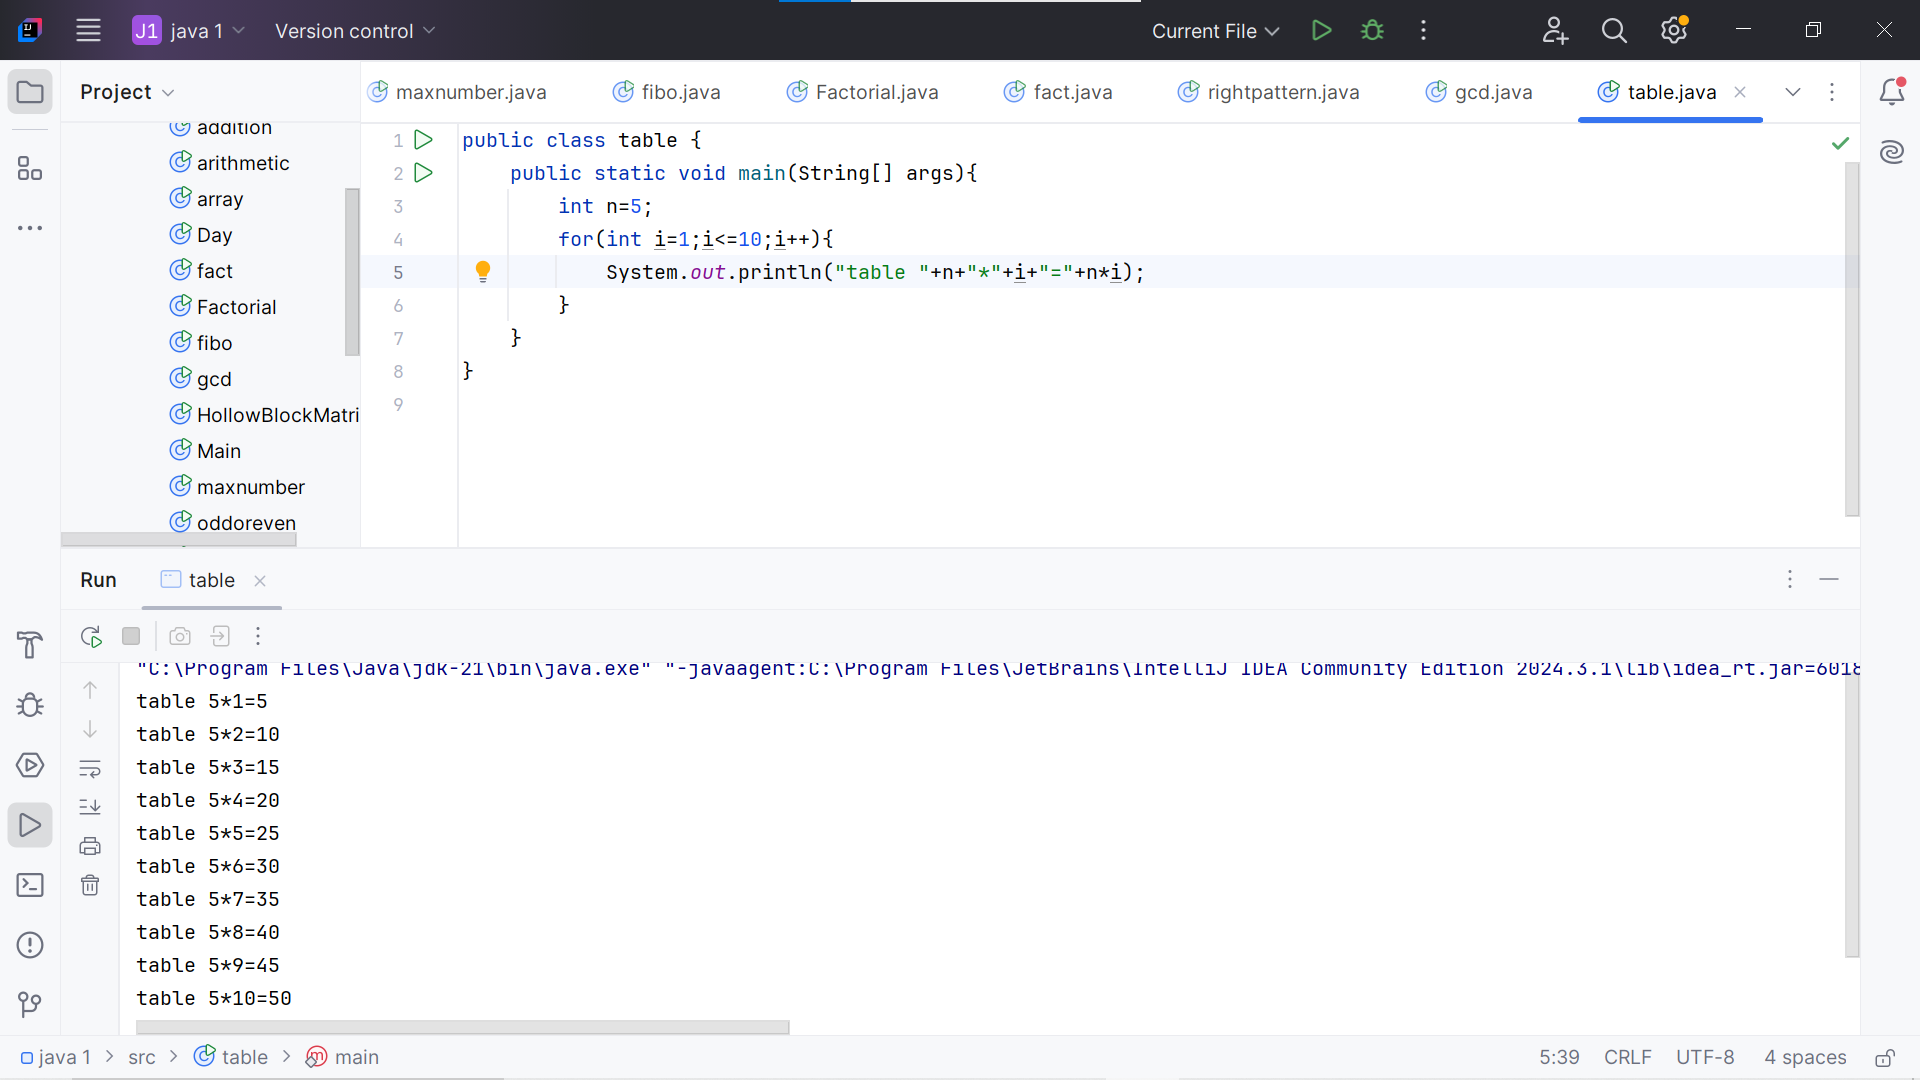 J1 java 1 Version control Current File
Project
maxnumber.java fibo.java Factorial.java fact.java rightpattern.java gcd.java table.java
addition
arithmetic
array
Day
fact
Factorial
fibo
gcd
HollowBlockMatri
Main
maxnumber
oddoreven
1 public class table {
2 public static void main(String[] args){
3 int n=5;
4 for(int i=1;i<=10;i++){
5 System.out.println("table "+n+"*"+i+"="+n*i);
6 }
7 }
8 }
9
Run table
"C:\Program Files\Java\jdk-21\bin\java.exe" "-javaagent:C:\Program Files\JetBrains\IntelliJ IDEA Community Edition 2024.3.1\lib\idea_rt.jar=6018
table 5*1=5
table 5*2=10
table 5*3=15
table 5*4=20
table 5*5=25
table 5*6=30
table 5*7=35
table 5*8=40
table 5*9=45
table 5*10=50
java 1 > src > table > main 5:39 CRLF UTF-8 4 spaces